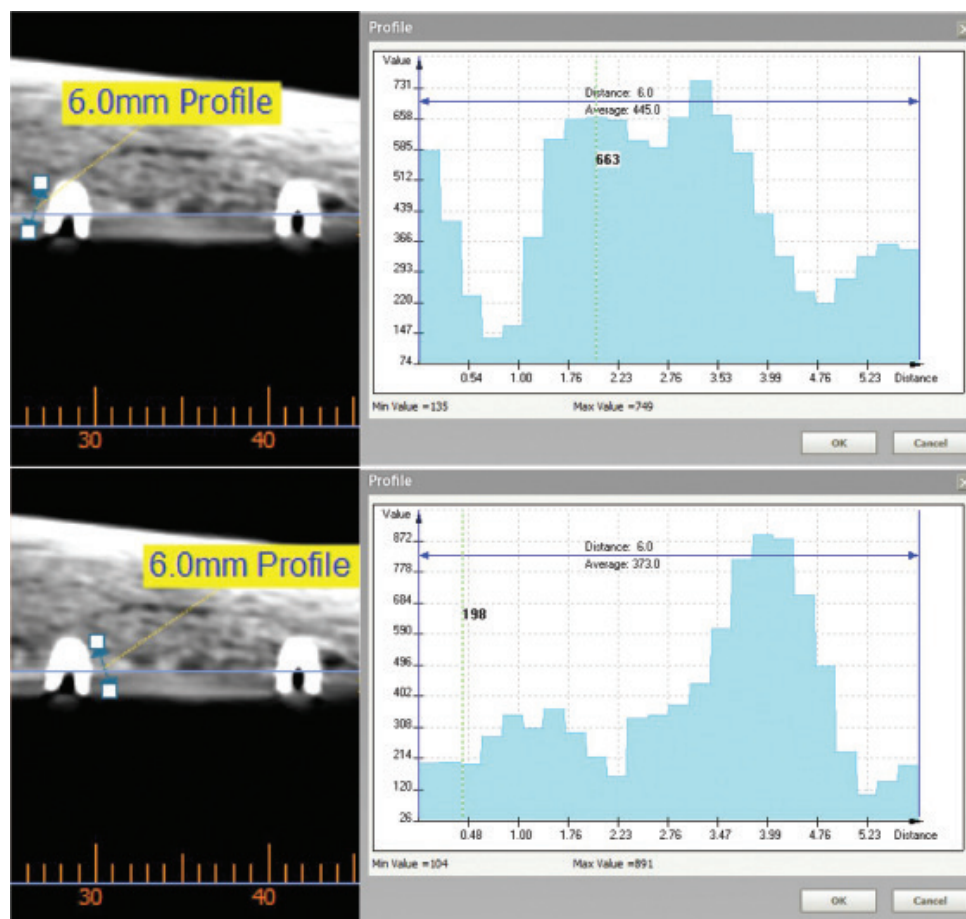 6.0mm Profile
30
40
Profile
Value
731
658
585
512
439
366
293
220
147
74
Distance: 6.0
Average: 445.0
663
0.54
1.00
1.76
2.23
2.76
3.53
3.99
4.76
5.23
Distance
Min Value =135
Max Value =749
OK
Cancel
6.0mm Profile
30
40
Profile
Value
872
778
684
590
496
402
308
214
120
26
Distance: 6.0
Average: 373.0
198
0.48
1.00
1.76
2.23
2.76
3.47
3.99
4.76
5.23
Distance
Min Value =104
Max Value =891
OK
Cancel